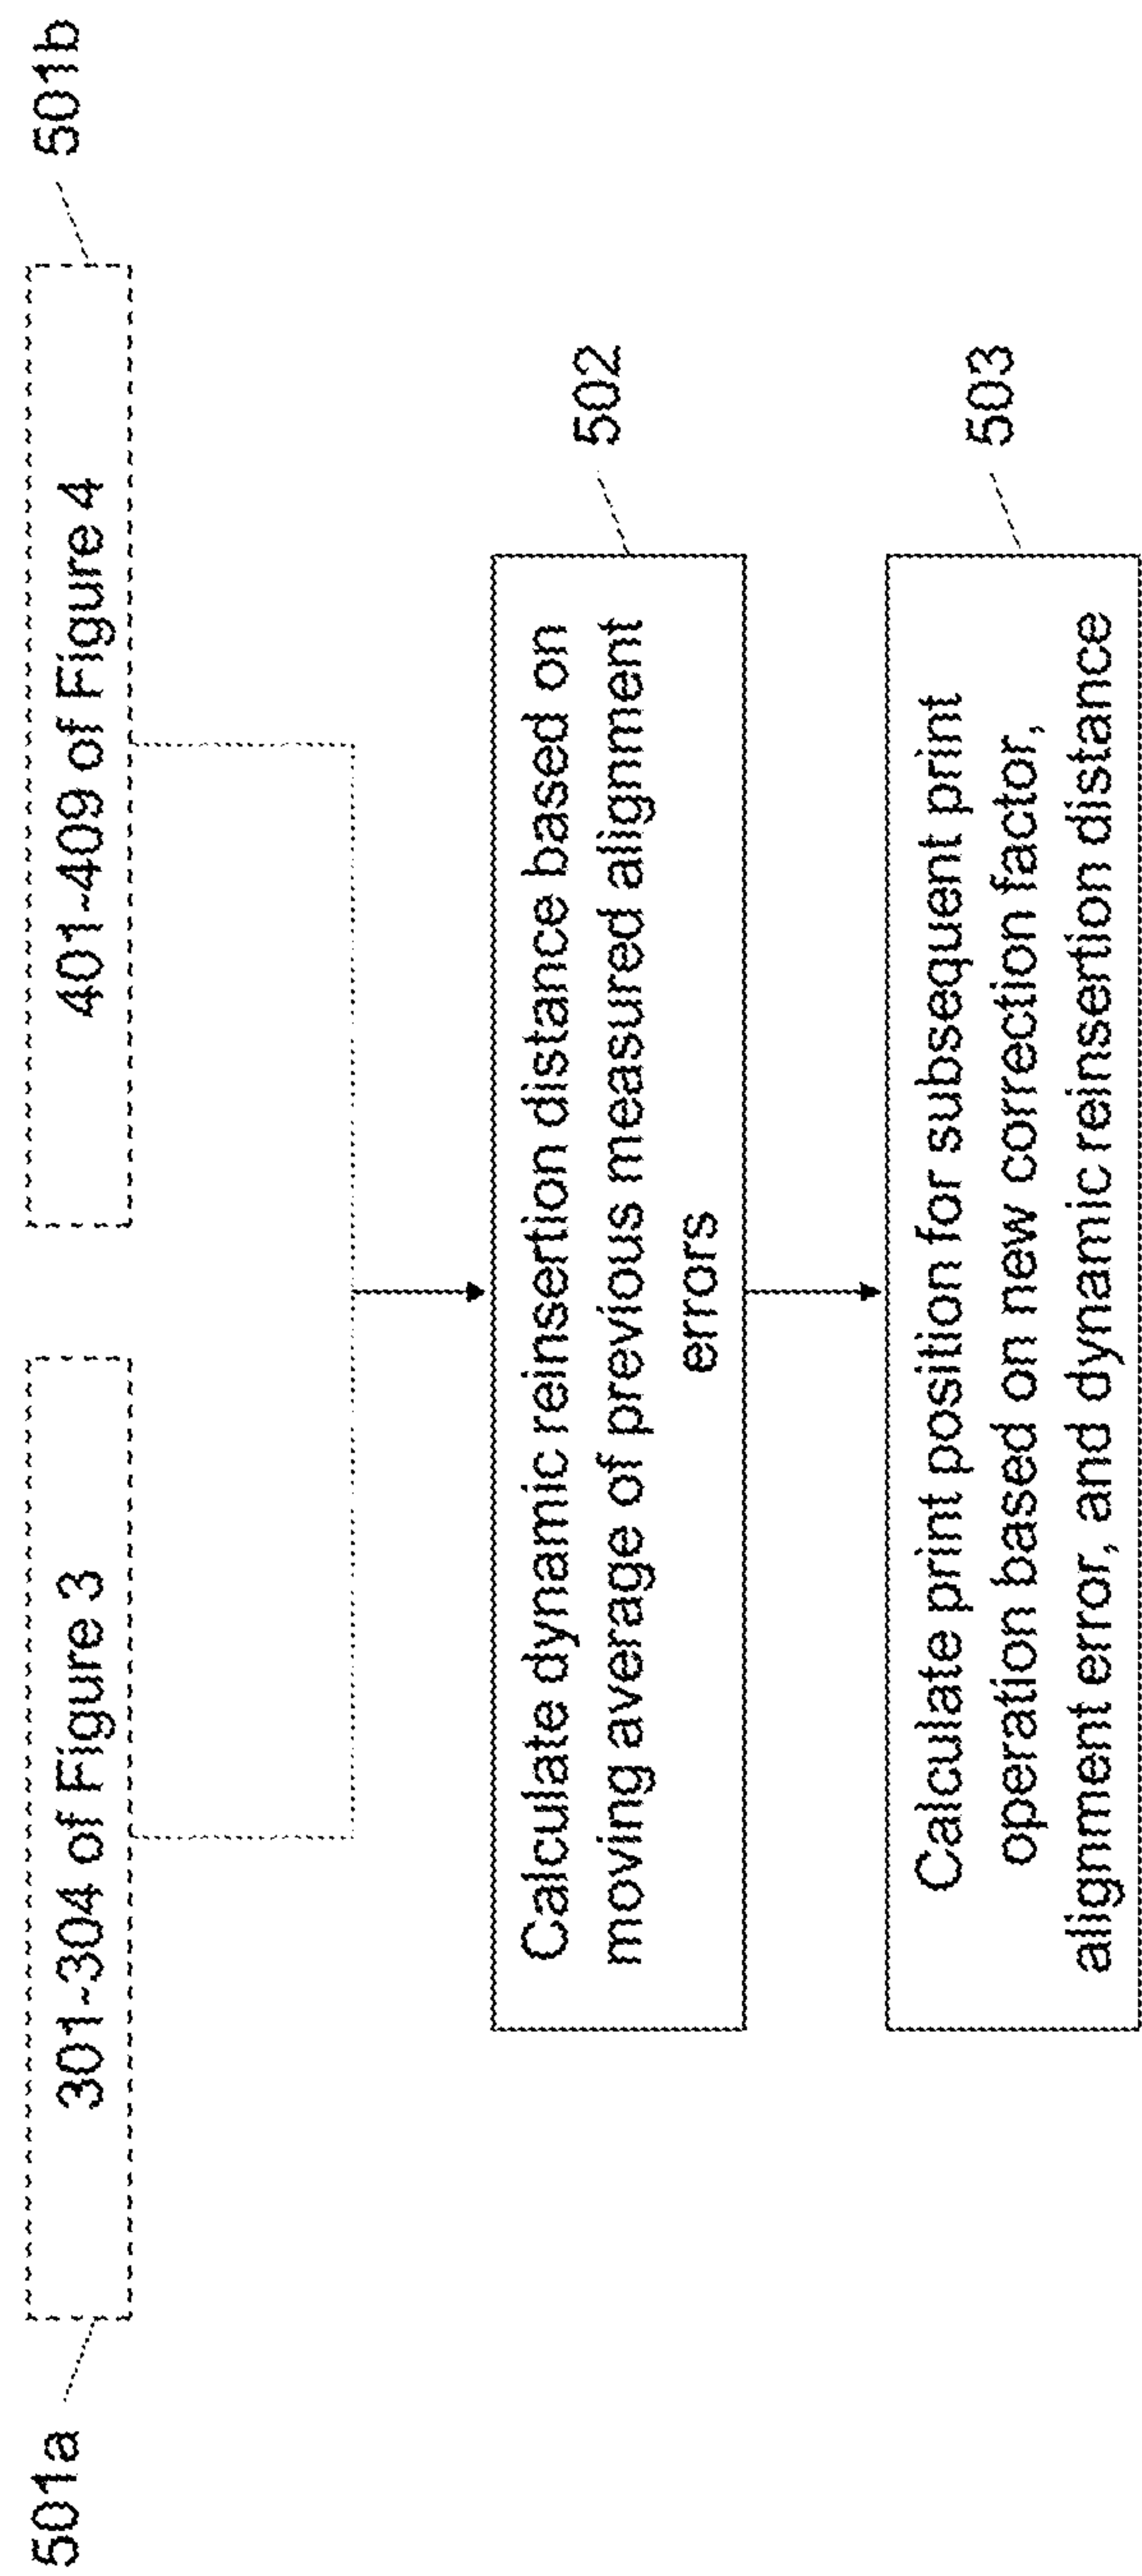 501a
301-304 of Figure 3
401-409 of Figure 4
501b
Calculate dynamic reinsertion distance based on
moving average of previous measured alignment
errors
502
Calculate print position for subsequent print
operation based on new correction factor,
alignment error, and dynamic reinsertion distance
503